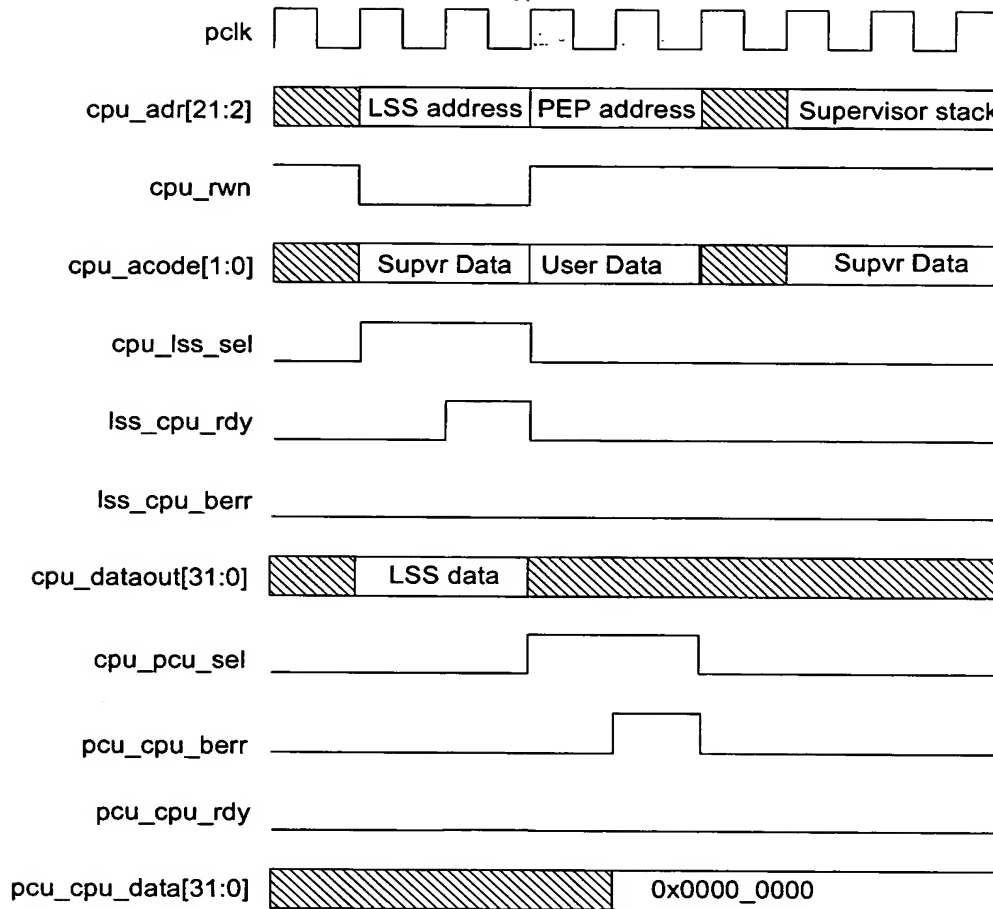 pclk
cpu_adr[21:2] LSS address PEP address Supervisor stack
cpu_rwn
cpu_acode[1:0] Supvr Data User Data Supvr Data
cpu_lss_sel
lss_cpu_rdy
lss_cpu_berr
cpu_dataout[31:0] LSS data
cpu_pcu_sel
pcu_cpu_berr
pcu_cpu_rdy
pcu_cpu_data[31:0] 0x0000_0000